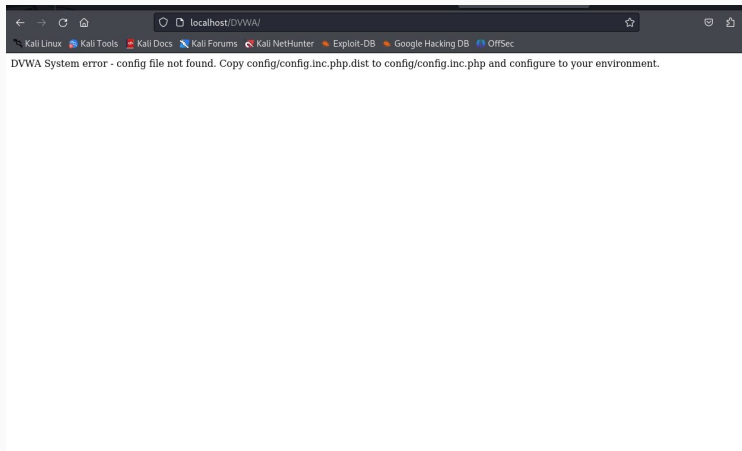 localhost/DVWA/
Kali Linux Kali Tools Kali Docs Kali Forums Kali NetHunter Exploit-DB Google Hacking DB OffSec
DVWA System error - config file not found. Copy config/config.inc.php.dist to config/config.inc.php and configure to your environment.